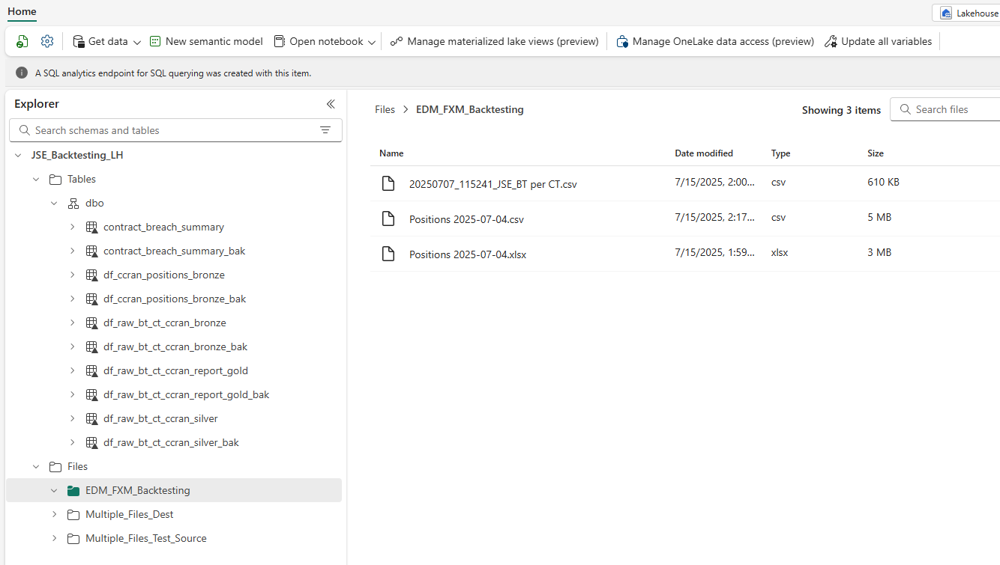 Home
Lakehouse
Get data
New semantic model
Open notebook
Manage materialized lake views (preview)
Manage OneLake data access (preview)
Update all variables
A SQL analytics endpoint for SQL querying was created with this item.
Explorer
Search schemas and tables
JSE_Backtesting_LH
Tables
dbo
contract_breach_summary
contract_breach_summary_bak
df_ccran_positions_bronze
df_ccran_positions_bronze_bak
df_raw_bt_ct_ccran_bronze
df_raw_bt_ct_ccran_bronze_bak
df_raw_bt_ct_ccran_report_gold
df_raw_bt_ct_ccran_report_gold_bak
df_raw_bt_ct_ccran_silver
df_raw_bt_ct_ccran_silver_bak
Files
EDM_FXM_Backtesting
Multiple_Files_Dest
Multiple_Files_Test_Source
Files > EDM_FXM_Backtesting
Showing 3 items
Search files
Name Date modified Type Size
20250707_115241_JSE_BT per CT.csv 7/15/2025, 2:00... csv 610 KB
Positions 2025-07-04.csv 7/15/2025, 2:17... csv 5 MB
Positions 2025-07-04.xlsx 7/15/2025, 1:59... xlsx 3 MB